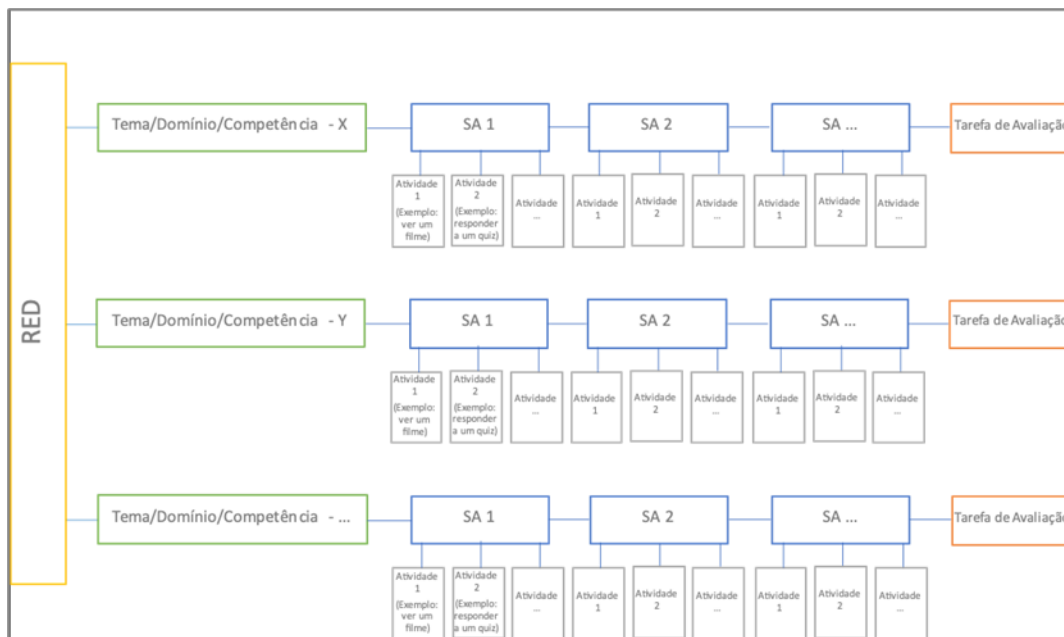 RED
Tema/Domínio/Competência - X
SA 1
SA 2
SA ...
Tarefa de Avaliação
Atividade
1
(Exemplo:
ver um
filme)
Atividade
2
(Exemplo:
responder
a um quiz)
Atividade
...
Atividade
1
Atividade
2
Atividade
...
Atividade
1
Atividade
2
Atividade
...
Tema/Domínio/Competência - Y
SA 1
SA 2
SA ...
Tarefa de Avaliação
Atividade
1
(Exemplo:
ver um
filme)
Atividade
2
(Exemplo:
responder
a um quiz)
Atividade
...
Atividade
1
Atividade
2
Atividade
...
Atividade
1
Atividade
2
Atividade
...
Tema/Domínio/Competência - ...
SA 1
SA 2
SA ...
Tarefa de Avaliação
Atividade
1
(Exemplo:
ver um
filme)
Atividade
2
(Exemplo:
responder
a um quiz)
Atividade
...
Atividade
1
Atividade
2
Atividade
...
Atividade
1
Atividade
2
Atividade
...